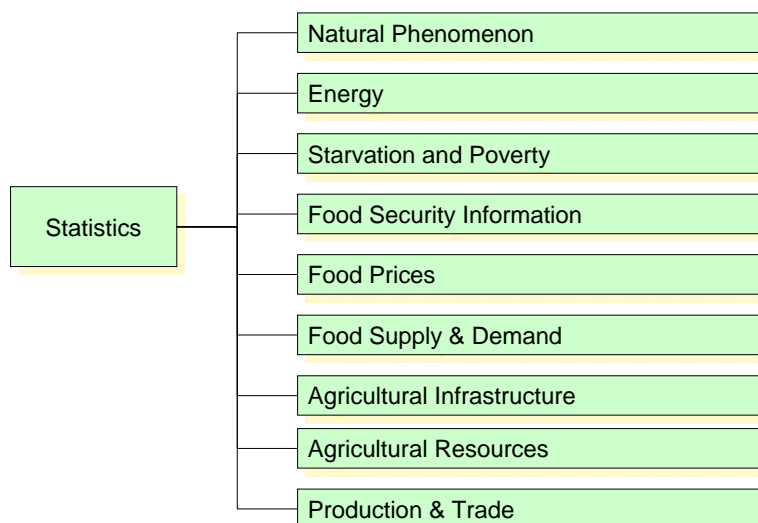 Natural Phenomenon
Energy
Starvation and Poverty
Statistics
Food Security Information
Food Prices
Food Supply & Demand
Agricultural Infrastructure
Agricultural Resources
Production & Trade